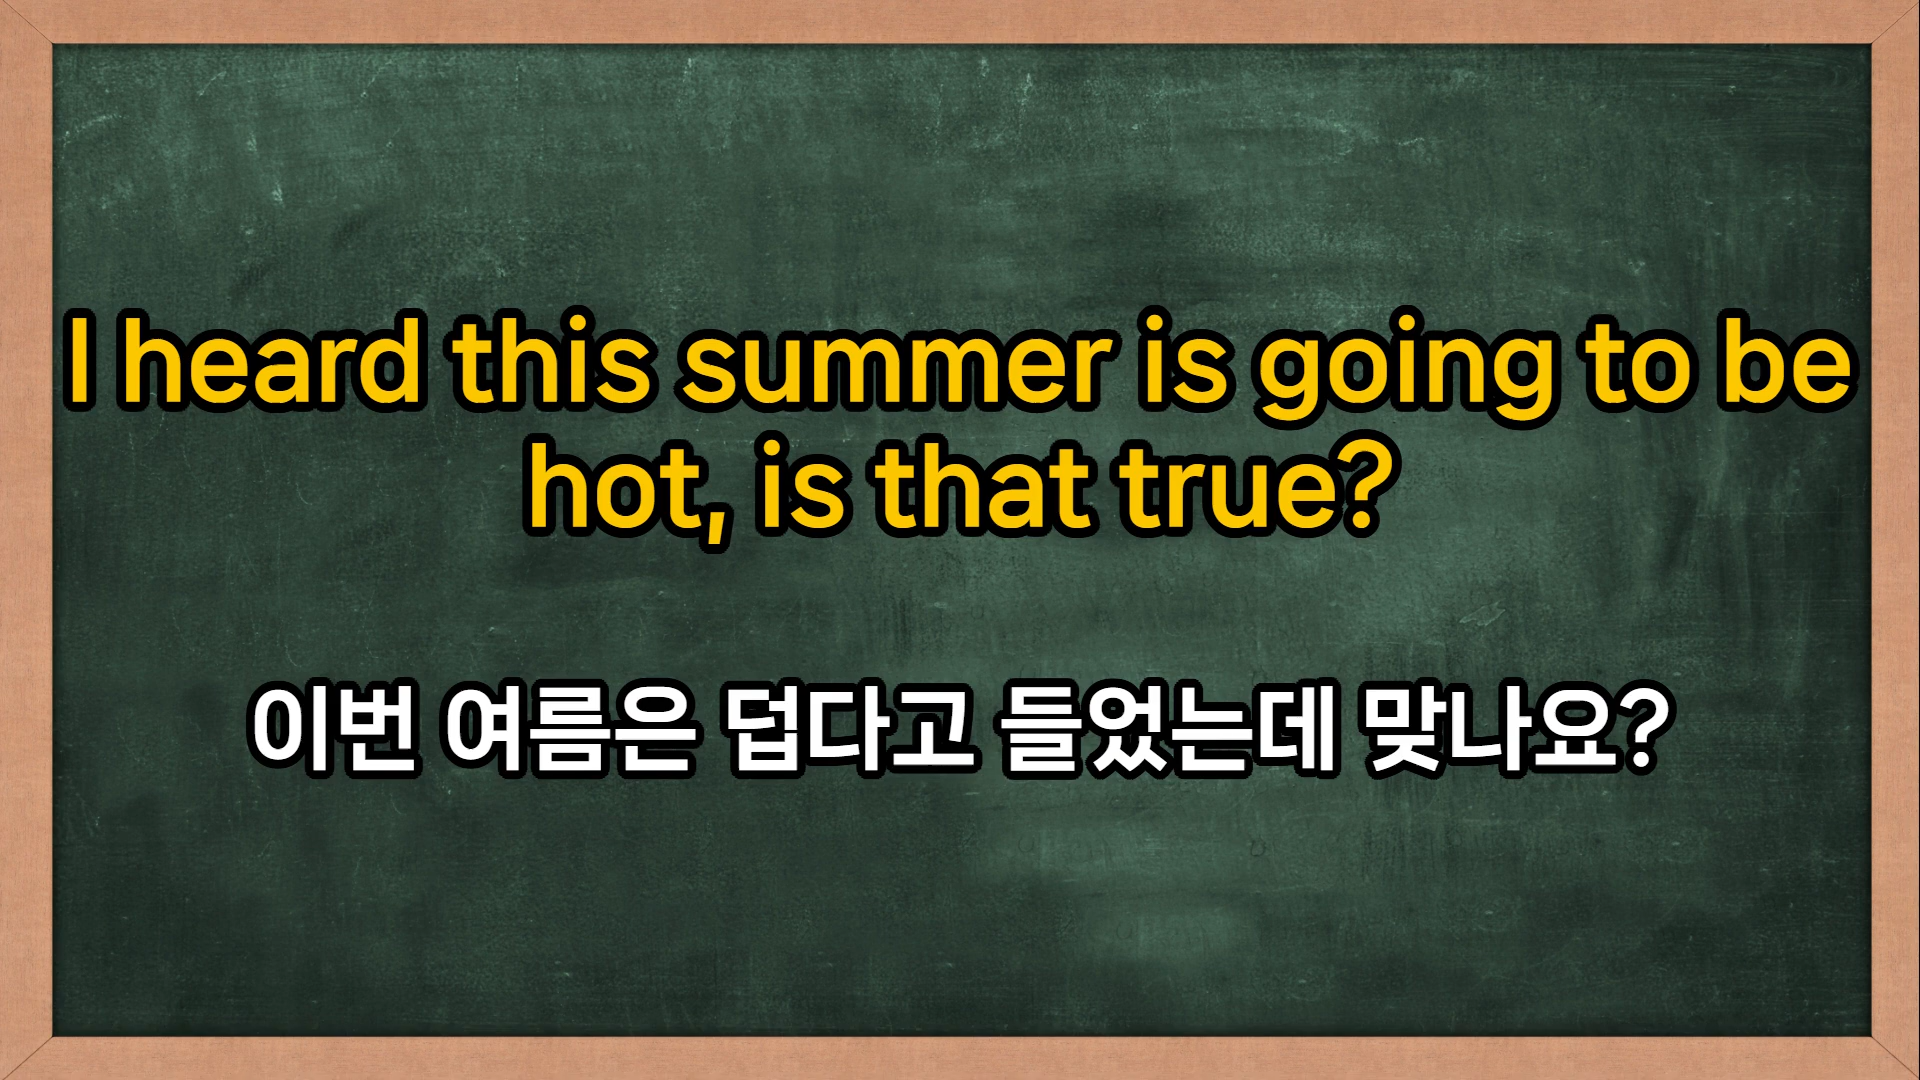 I heard this summer is going to be
hot, is that true?
이번 여름은 덥다고 들었는데 맞나요?